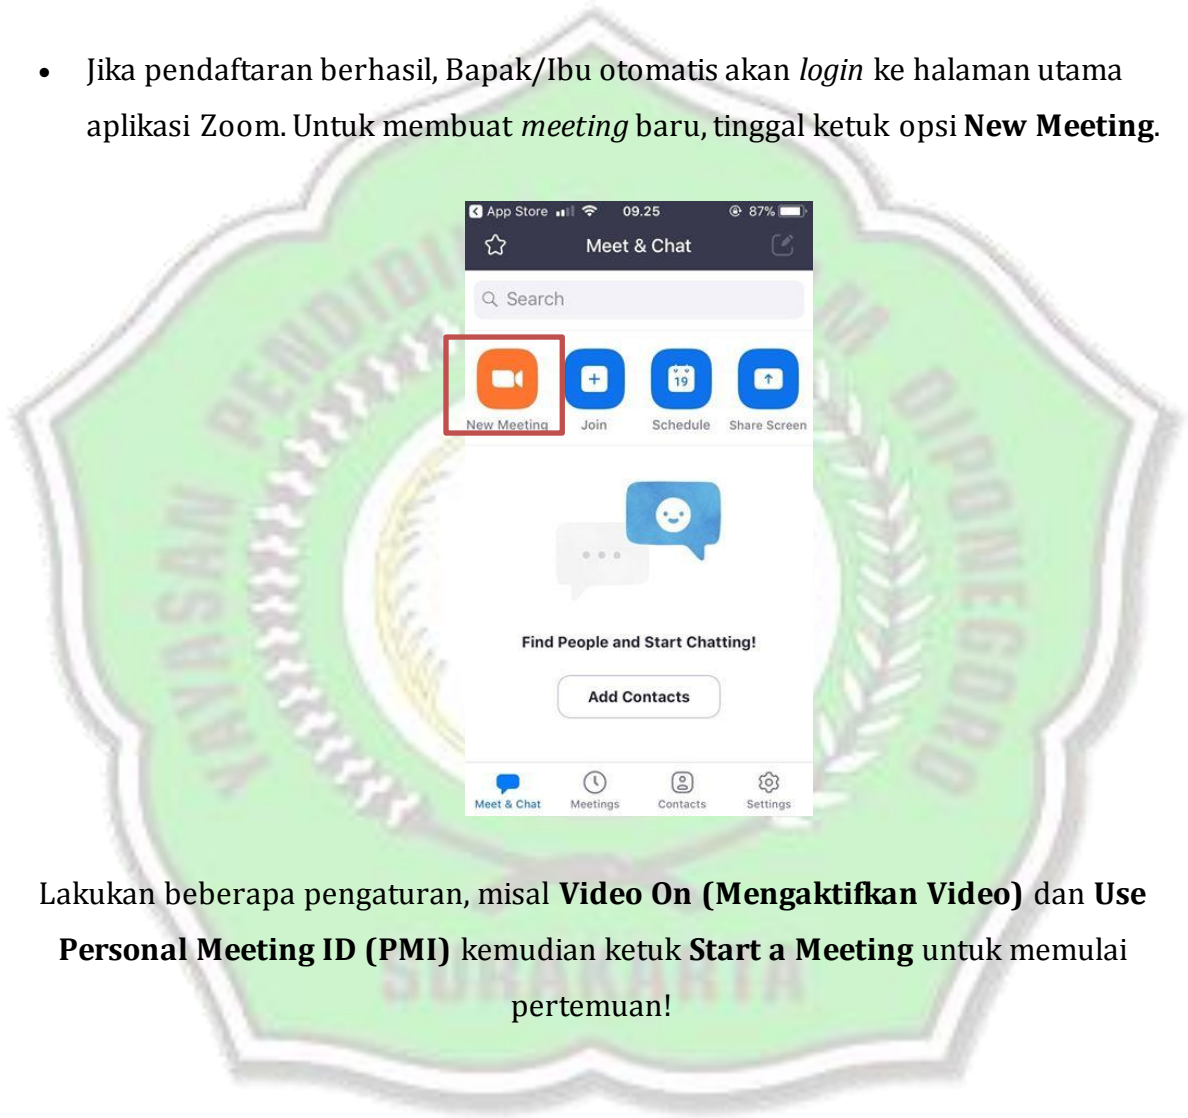 • Jika pendaftaran berhasil, Bapak/Ibu otomatis akan login ke halaman utama
aplikasi Zoom. Untuk membuat meeting baru, tinggal ketuk opsi New Meeting.
App Store 09.25 87%
Meet & Chat
Search
19
New Meeting Join Schedule Share Screen
Find People and Start Chatting!
Add Contacts
Meet & Chat Meetings Contacts Settings
Lakukan beberapa pengaturan, misal Video On (Mengaktifkan Video) dan Use
Personal Meeting ID (PMI) kemudian ketuk Start a Meeting untuk memulai
pertemuan!
YAYASAN
DIPONEGORO
SURAKARTA